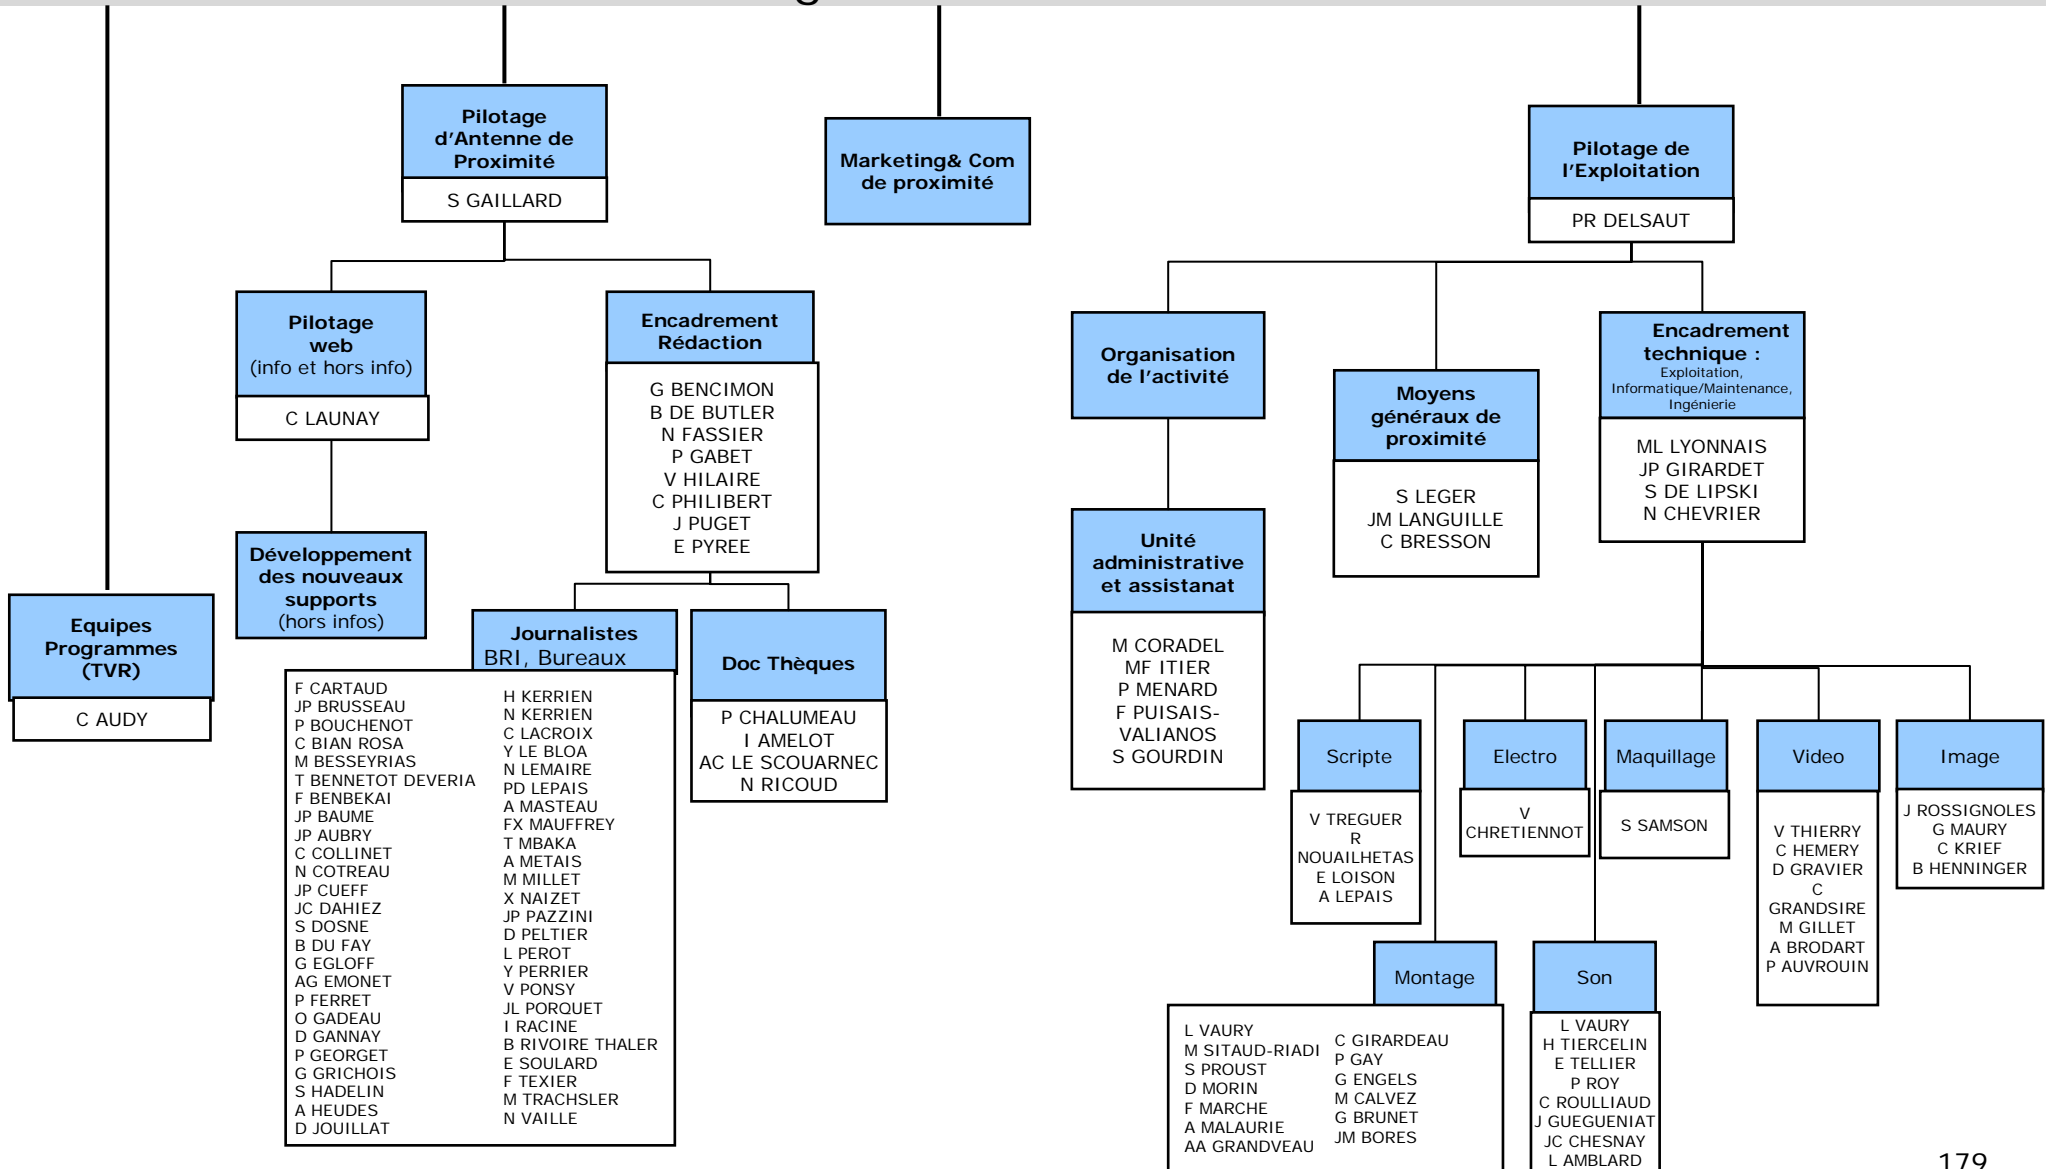 Pilotage
d'Antenne de
Proximité
S GAILLARD
Marketing& Com
de proximité
Pilotage de
l'Exploitation
PR DELSAUT
Pilotage
web
(info et hors info)
C LAUNAY
Encadrement
Rédaction
G BENCIMON
B DE BUTLER
N FASSIER
P GABET
V HILAIRE
C PHILIBERT
J PUGET
E PYREE
Organisation
de l'activité
Moyens
généraux de
proximité
S LEGER
JM LANGUILLE
C BRESSON
Encadrement
technique :
Exploitation,
Informatique/Maintenance,
Ingénierie
ML LYONNAIS
JP GIRARDET
S DE LIPSKI
N CHEVRIER
Développement
des nouveaux
supports
(hors infos)
Unité
administrative
et assistanat
M CORADEL
MF ITIER
P MENARD
F PUISAIS-
VALIANOS
S GOURDIN
Equipes
Programmes
(TVR)
C AUDY
Journalistes
BRI, Bureaux
F CARTAUD
JP BRUSSEAU
P BOUCHENOT
C BIAN ROSA
M BESSEYRIAS
T BENNETOT DEVERIA
F BENBEKAI
JP BAUME
JP AUBRY
C COLLINET
N COTREAU
JP CUEFF
JC DAHIEZ
S DOSNE
B DU FAY
G EGLOFF
AG EMONET
P FERRET
O GADEAU
D GANNAY
P GEORGET
G GRICHOIS
S HADELIN
A HEUDES
D JOUILLAT
H KERRIEN
N KERRIEN
C LACROIX
Y LE BLOA
N LEMAIRE
PD LEPAIS
A MASTEAU
FX MAUFFREY
T MBAKA
A METAIS
M MILLET
X NAIZET
JP PAZZINI
D PELTIER
L PEROT
Y PERRIER
V PONSY
JL PORQUET
I RACINE
B RIVOIRE THALER
E SOULARD
F TEXIER
M TRACHSLER
N VAILLE
Doc Thèques
P CHALUMEAU
I AMELOT
AC LE SCOUARNEC
N RICOUD
Scripte
V TREGUER
R
NOUAILHETAS
E LOISON
A LEPAIS
Electro
V
CHRETIENNOT
Maquillage
S SAMSON
Video
V THIERRY
C HEMERY
D GRAVIER
C
GRANDSIRE
M GILLET
A BRODART
P AUVROUIN
Image
J ROSSIGNOLES
G MAURY
C KRIEF
B HENNINGER
Montage
L VAURY
M SITAUD-RIADI
S PROUST
D MORIN
F MARCHE
A MALAURIE
AA GRANDVEAU
C GIRARDEAU
P GAY
G ENGELS
M CALVEZ
G BRUNET
JM BORES
Son
L VAURY
H TIERCELIN
E TELLIER
P ROY
C ROULLIAUD
J GUEGUENIAT
JC CHESNAY
L AMBLARD
179